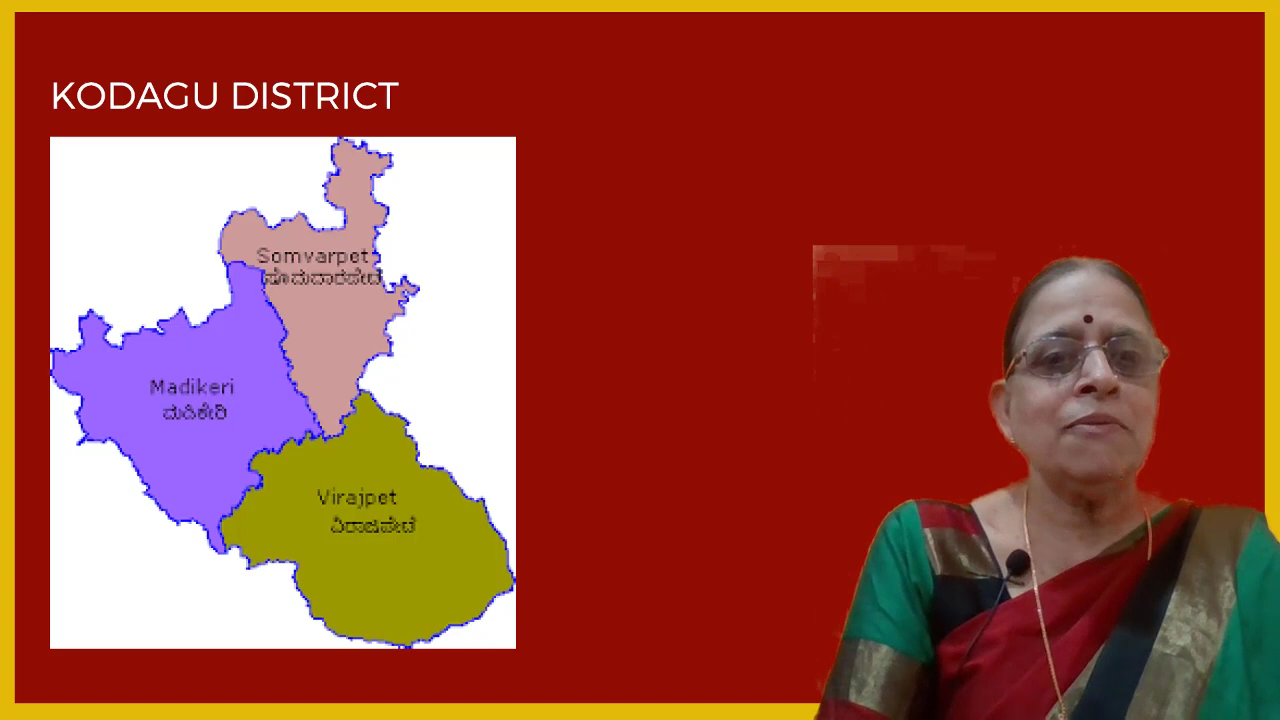 KODAGU DISTRICT
Somvarpet
ಸೋಮವಾರಪೇಟೆ
Madikeri
ಮಡಿಕೇರಿ
Virajpet
ವಿರಾಜಪೇಟೆ